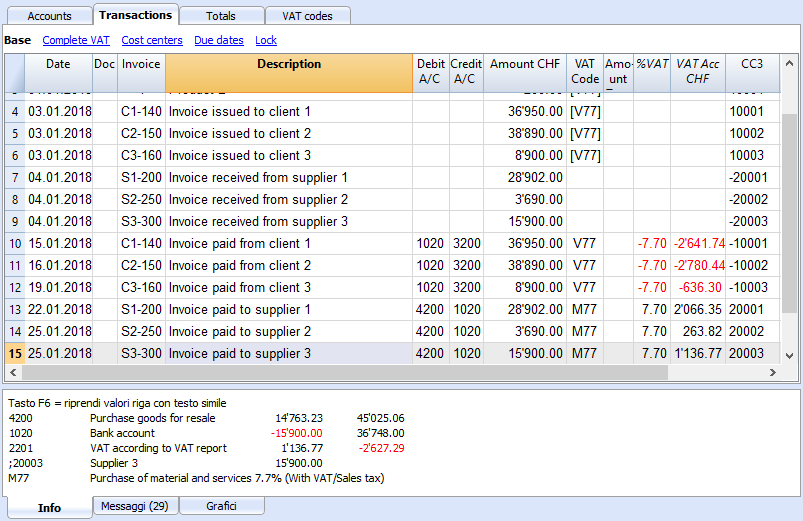 Accounts Transactions Totals VAT codes
Base Complete VAT Cost centers Due dates Lock
Date Doc Invoice Description Debit A/C Credit A/C Amount CHF VAT Code Amo-unt %VAT VAT Acc CHF CC3
4 03.01.2018 C1-140 Invoice issued to client 1 36'950.00 [V77] 10001
5 03.01.2018 C2-150 Invoice issued to client 2 38'890.00 [V77] 10002
6 03.01.2018 C3-160 Invoice issued to client 3 8'900.00 [V77] 10003
7 04.01.2018 S1-200 Invoice received from supplier 1 28'902.00 -20001
8 04.01.2018 S2-250 Invoice received from supplier 2 3'690.00 -20002
9 04.01.2018 S3-300 Invoice received from supplier 3 15'900.00 -20003
10 15.01.2018 C1-140 Invoice paid from client 1 1020 3200 36'950.00 V77 -7.70 -2'641.74 -10001
11 16.01.2018 C2-150 Invoice paid from client 2 1020 3200 38'890.00 V77 -7.70 -2'780.44 -10002
12 19.01.2018 C3-160 Invoice paid from client 3 1020 3200 8'900.00 V77 -7.70 -636.30 -10003
13 22.01.2018 S1-200 Invoice paid to supplier 1 4200 1020 28'902.00 M77 7.70 2'066.35 20001
14 25.01.2018 S2-250 Invoice paid to supplier 2 4200 1020 3'690.00 M77 7.70 263.82 20002
15 25.01.2018 S3-300 Invoice paid to supplier 3 4200 1020 15'900.00 M77 7.70 1'136.77 20003
Tasto F6 = riprendi valori riga con testo simile
4200 Purchase goods for resale 14'763.23 45'025.06
1020 Bank account -15'900.00 36'748.00
2201 VAT according to VAT report 1'136.77 -2'627.29
;20003 Supplier 3 15'900.00
M77 Purchase of material and services 7.7% (With VAT/Sales tax)
Info Messaggi (29) Grafici